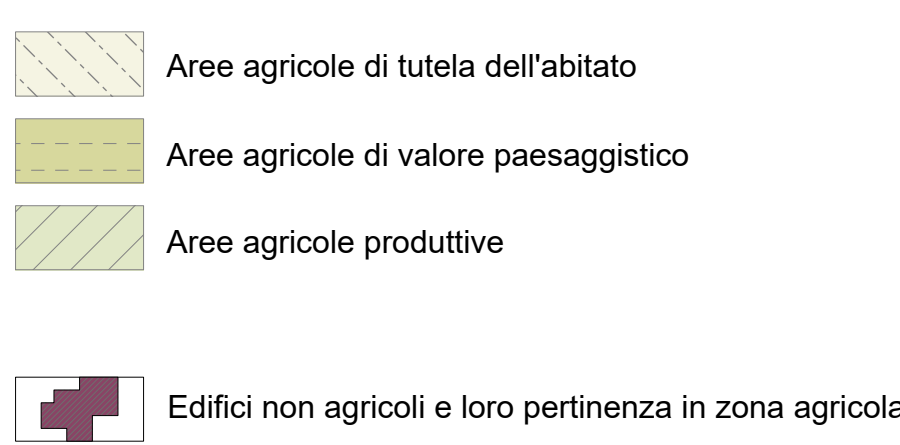 Aree agricole di tutela dell'abitato
Aree agricole di valore paesaggistico
Aree agricole produttive
Edifici non agricoli e loro pertinenza in zona agricola